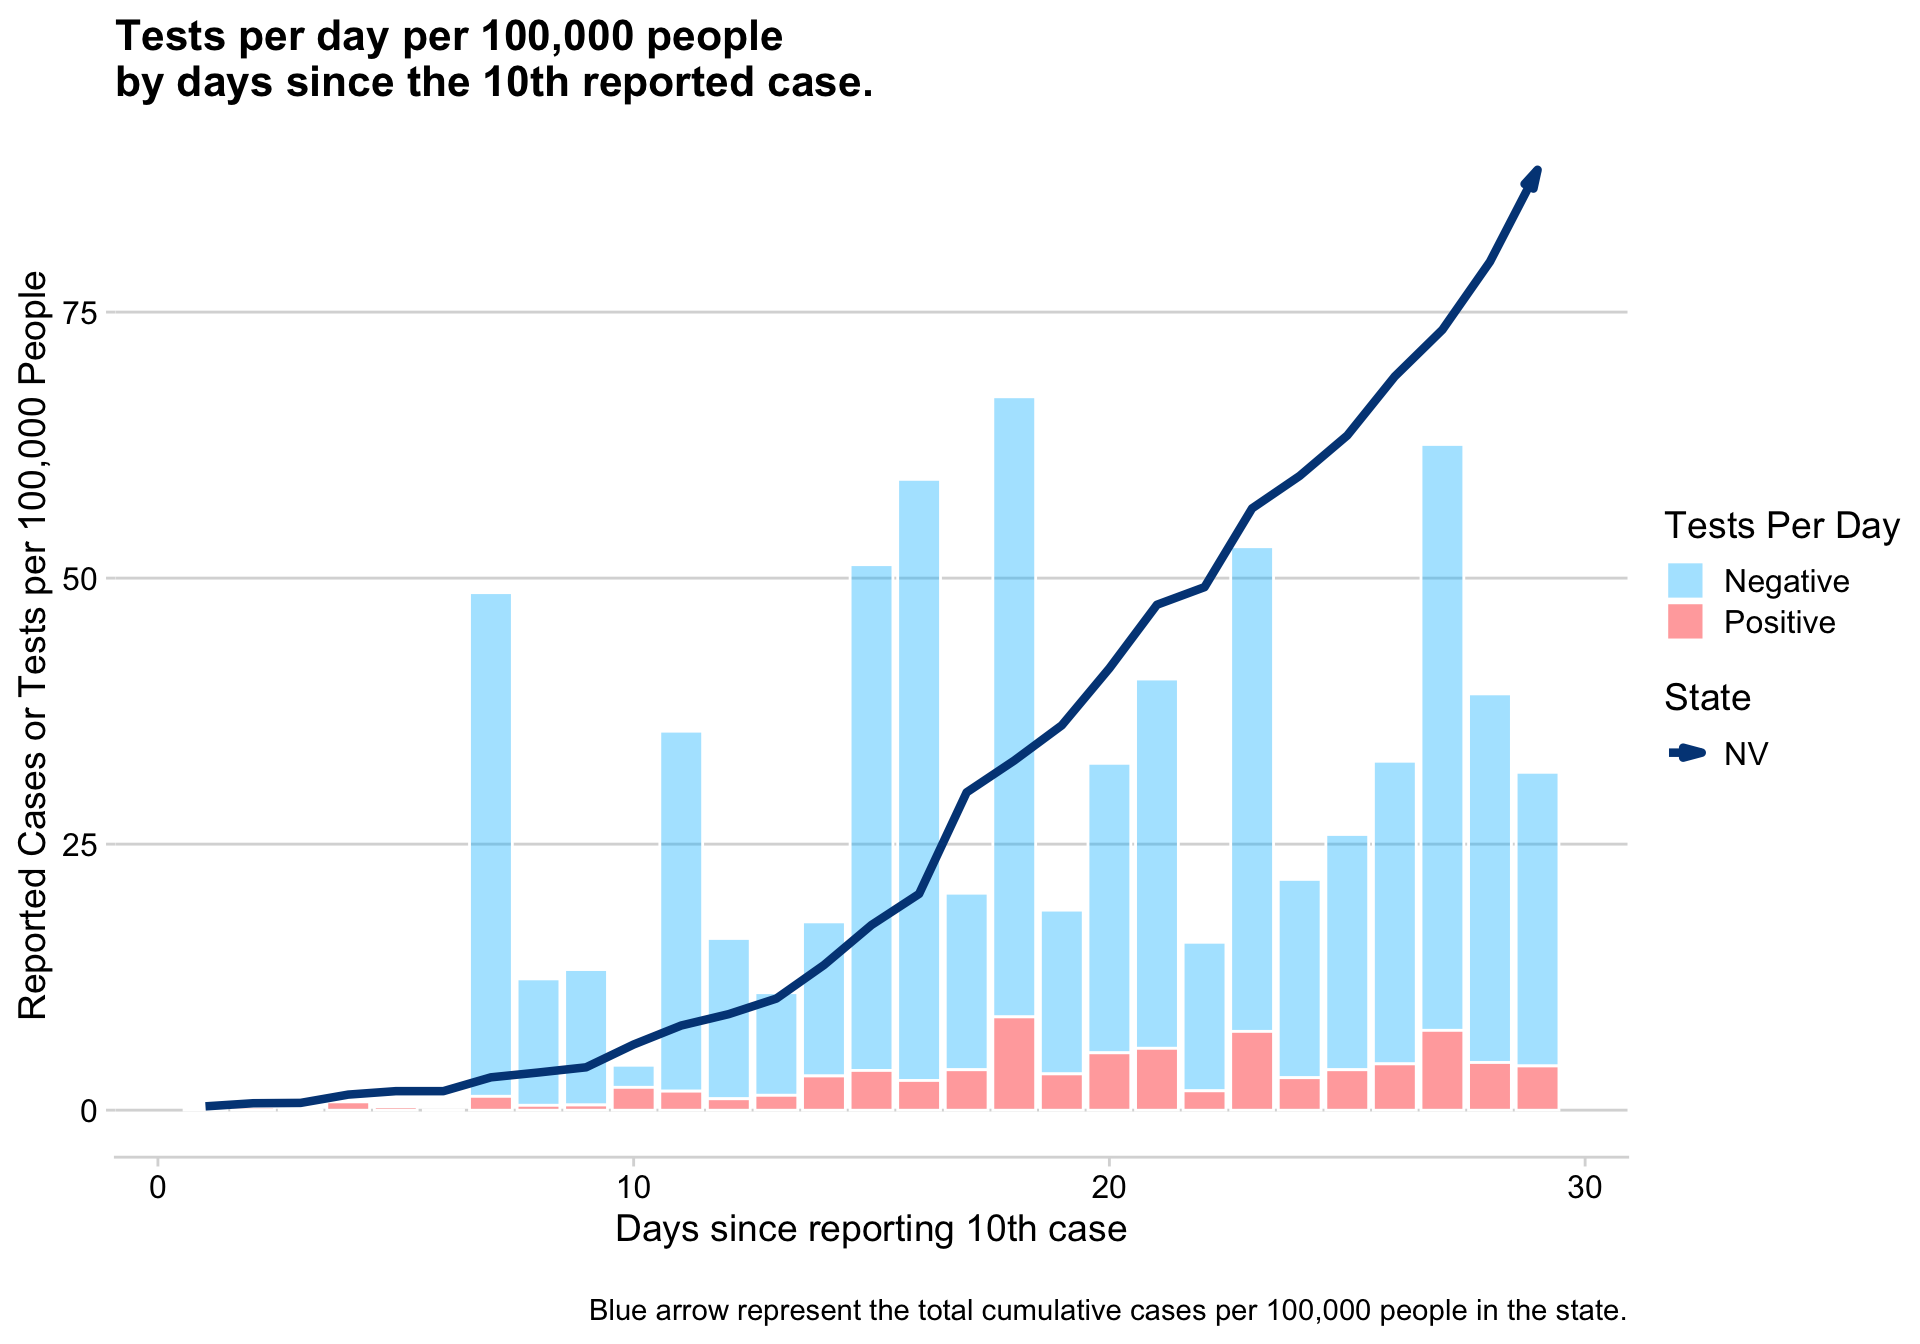 Tests per day per 100,000 people
by days since the 10th reported case.
Reported Cases or Tests per 100,000 People
75
50
25
0
0
10
20
30
Days since reporting 10th case
Tests Per Day
Negative
Positive
State
NV
Blue arrow represent the total cumulative cases per 100,000 people in the state.